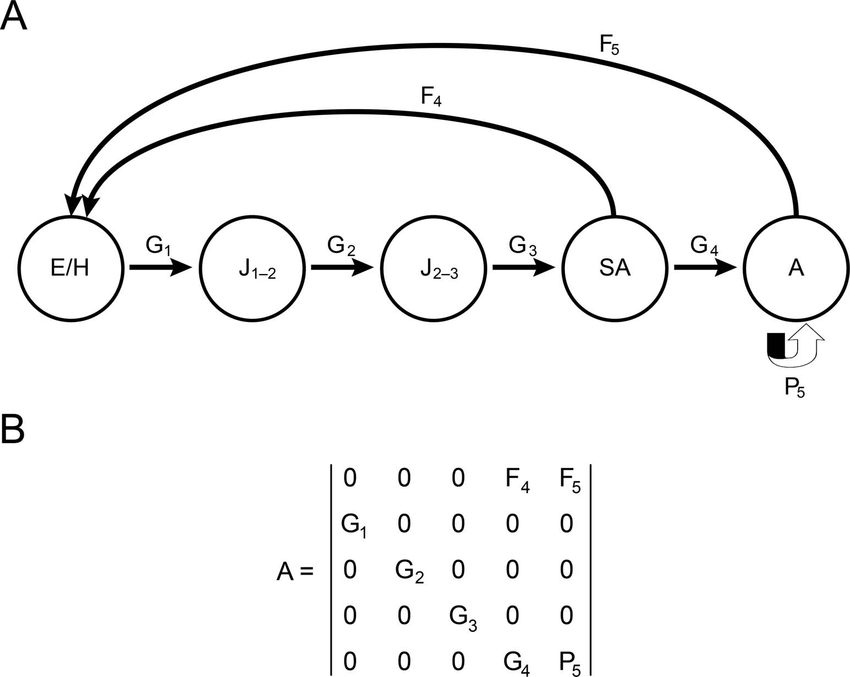 A
F5
F4
E/H G1 J1–2 G2 J2–3 G3 SA G4 A
P5
B
0 0 0 F4 F5
G1 0 0 0 0
A = 0 G2 0 0 0
0 0 G3 0 0
0 0 0 G4 P5